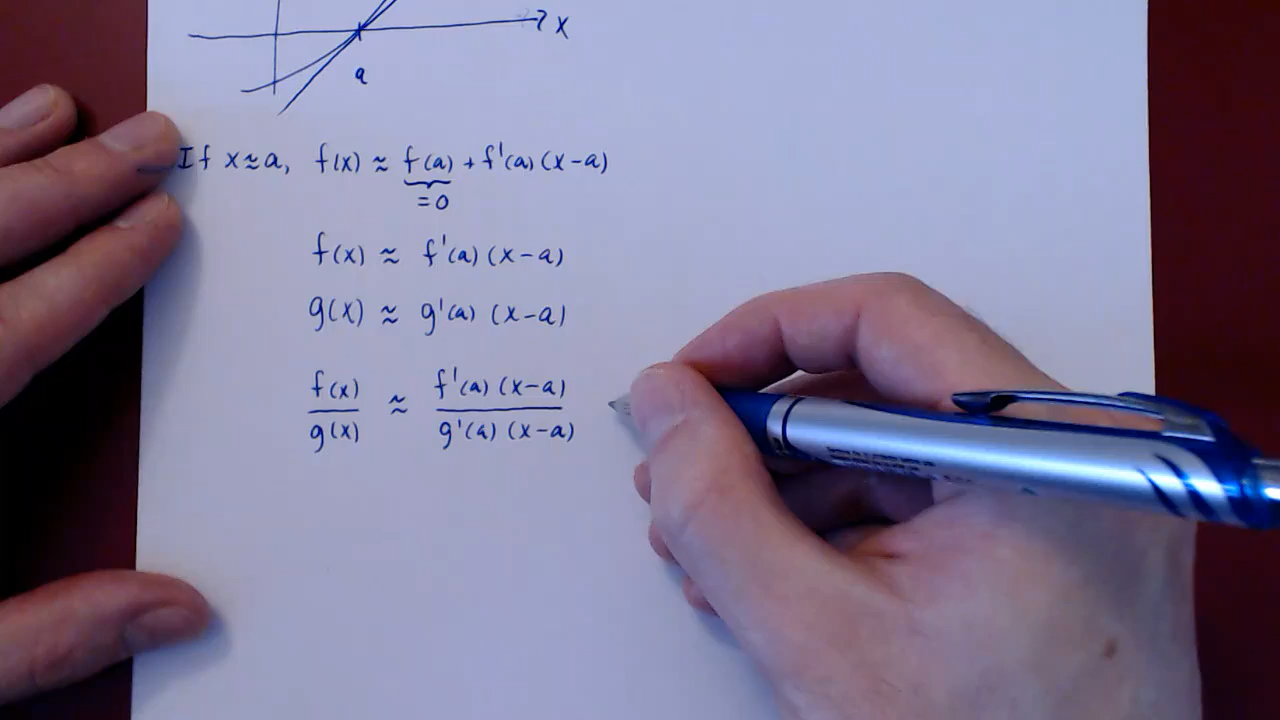 x
a
If x≈a, f(x) ≈ f(a) + f'(a)(x-a)
=0
f(x) ≈ f'(a)(x-a)
g(x) ≈ g'(a)(x-a)
f(x)/g(x) ≈ f'(a)(x-a)/g'(a)(x-a)